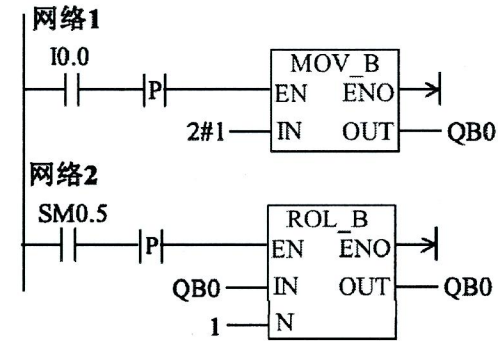 网络1
I0.0
P
MOV_B
EN ENO
2#1 IN OUT QB0
网络2
SM0.5
P
ROL_B
EN ENO
QB0 IN OUT QB0
1 N